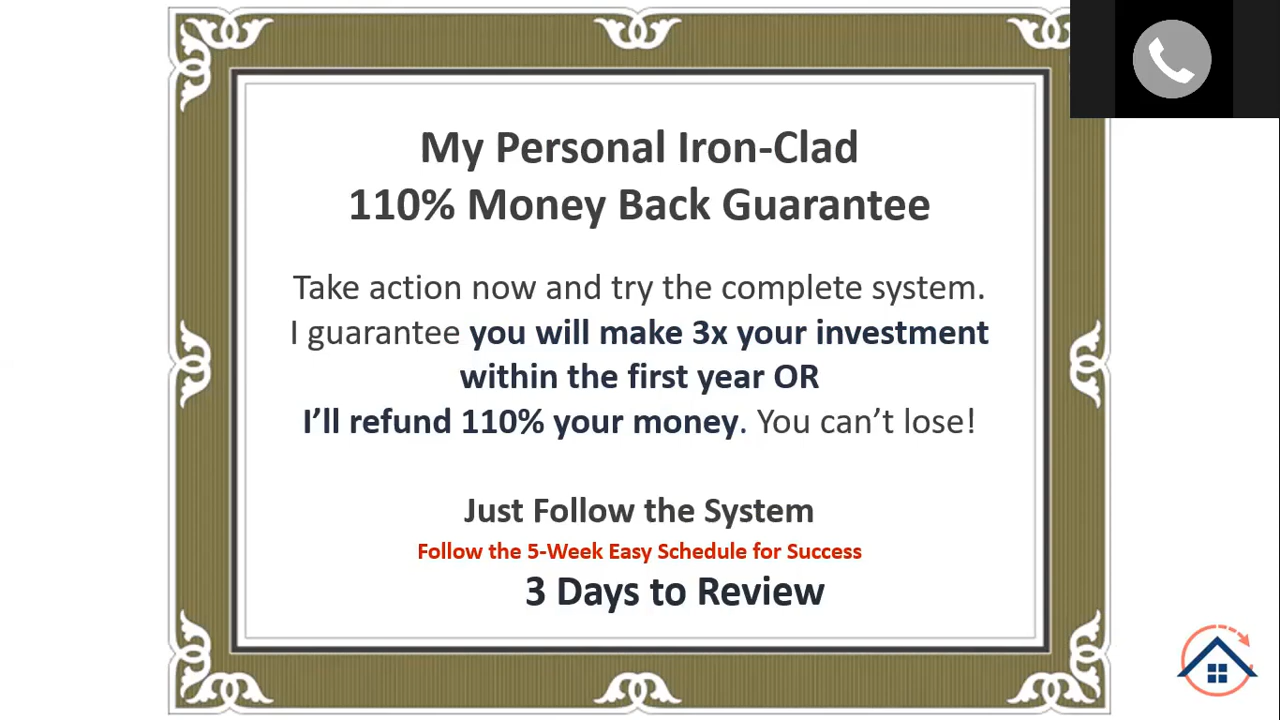 My Personal Iron-Clad
110% Money Back Guarantee
Take action now and try the complete system.
I guarantee you will make 3x your investment
within the first year OR
I’ll refund 110% your money. You can’t lose!
Just Follow the System
Follow the 5-Week Easy Schedule for Success
3 Days to Review